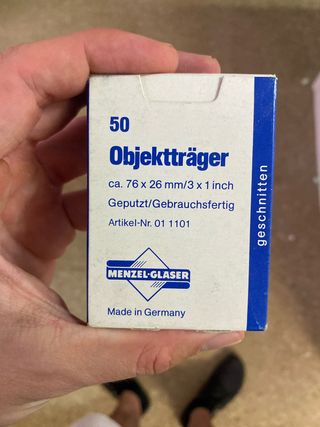 50
Objektträger
ca. 76 x 26 mm/3 x 1 inch
Geputzt/Gebrauchsfertig
Artikel-Nr. 01 1101
MENZEL-GLASER
Made in Germany
geschnitten